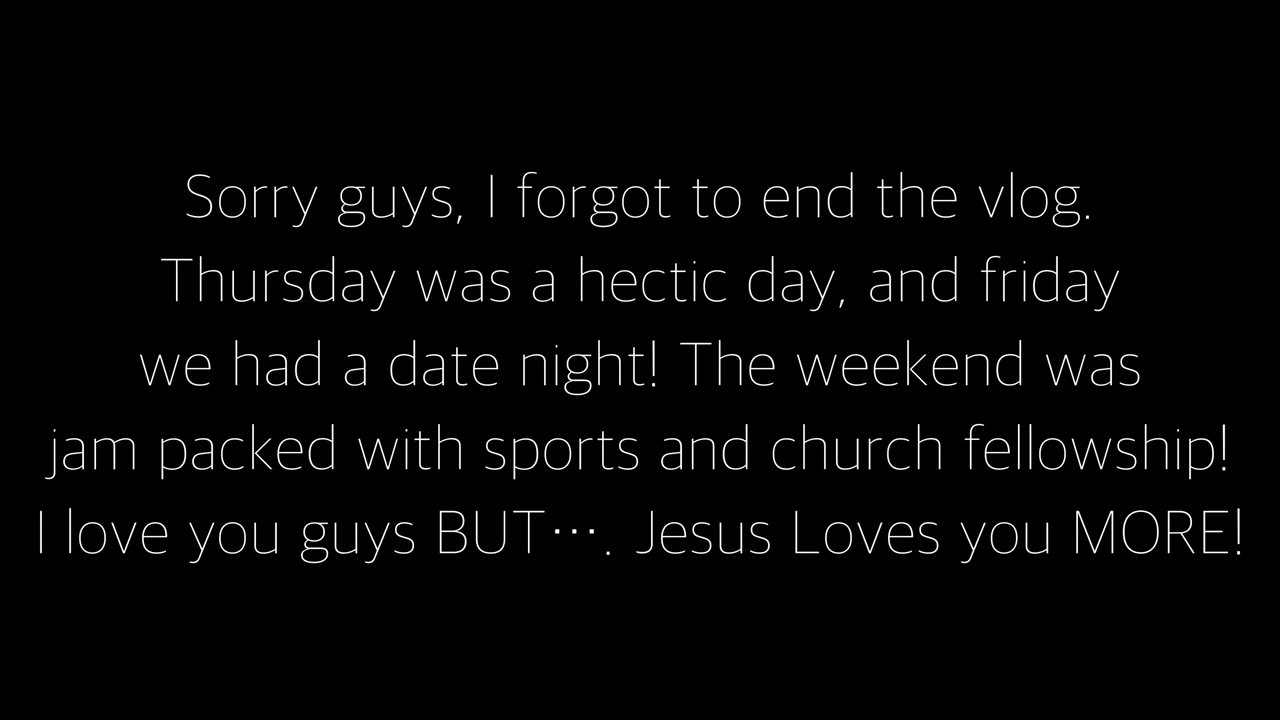 Sorry guys, I forgot to end the vlog.
Thursday was a hectic day, and friday
we had a date night! The weekend was
jam packed with sports and church fellowship!
I love you guys BUT⋯. Jesus Loves you MORE!